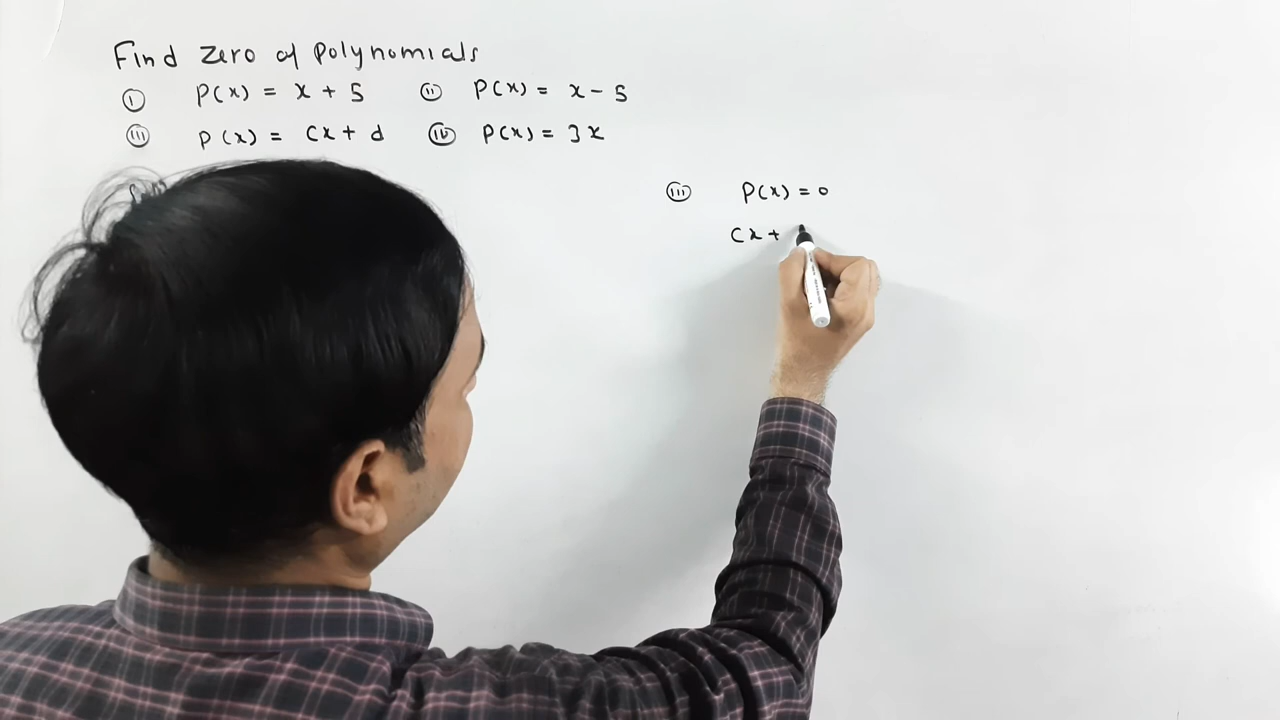 Find zero of polynomials
(i) P(x) = x + 5 (ii) P(x) = x - 5
(iii) P(x) = cx + d (iv) P(x) = 3x
(iii) P(x) = 0
cx +